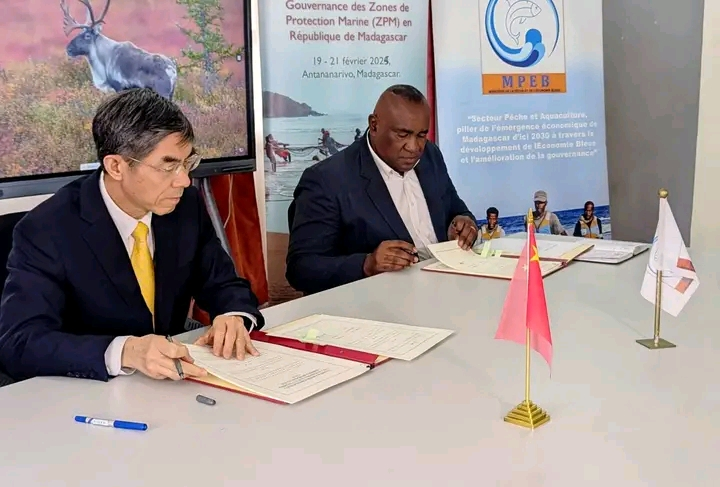 Gouvernance des Zones de
Protection Marine (ZPM) en
République de Madagascar
19 - 21 février 2025,
Antananarivo, Madagascar.
MPEB
"Secteur Pêche et Aquaculture,
pilier de l'émergence économique de
Madagascar d'ici 2030 à travers le
développement de lEconomie Bleue
et l'amélioration de la gouvernance"